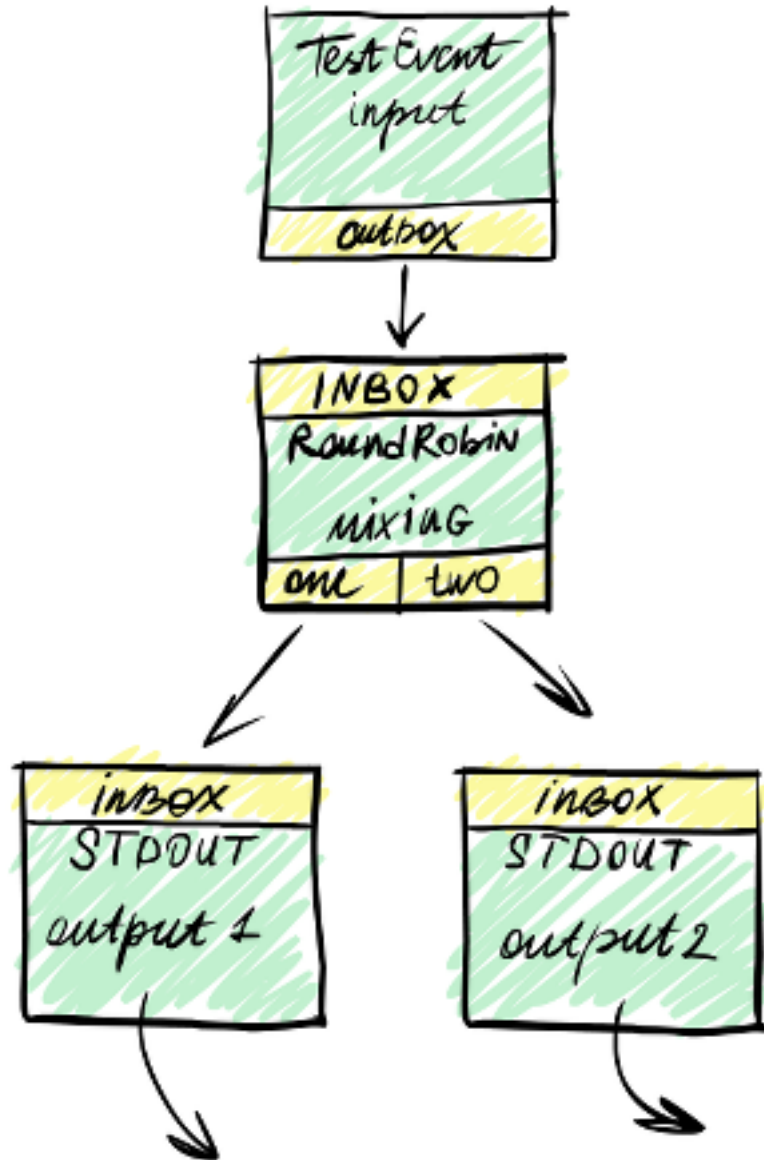 Test Event
input
outbox
INBOX
RoundRobin
mixinG
one
two
inBOX
STDOUT
output 1
inBOX
STDOUT
output 2